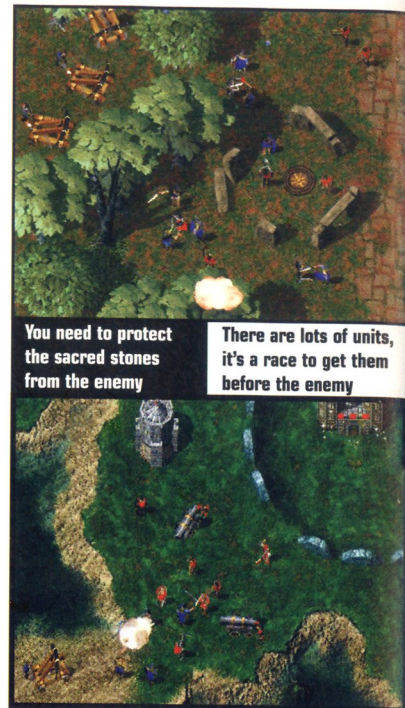 You need to protect
the sacred stones
from the enemy
There are lots of units,
it's a race to get them
before the enemy